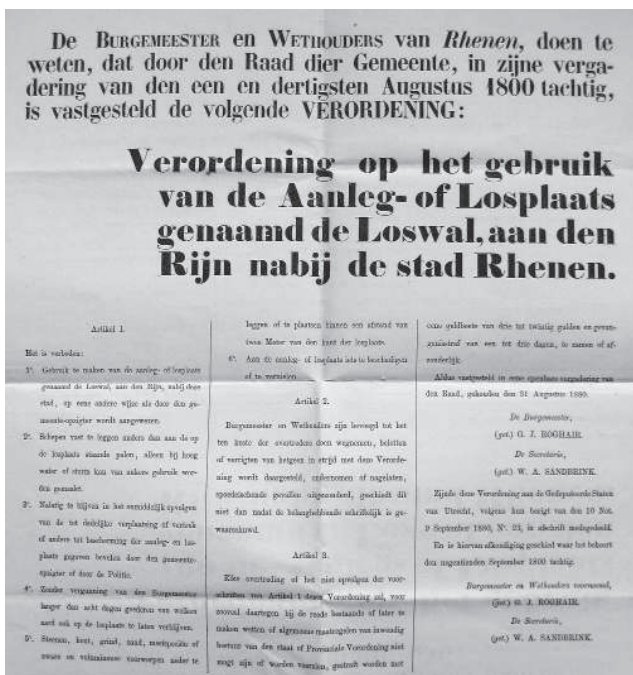 De BURGEMEESTER en WETHOUDERS van Rhenen, doen te
weten, dat door den Raad dier Gemeente, in zijne verga-
dering van den een en dertigsten Augustus 1800 tachtig,
is vastgesteld de volgende VERORDENING:
Verordening op het gebruik
van de Aanleg- of Losplaats
genaamd de Loswal, aan den
Rijn nabij de stad Rhenen.
Artikel 1.
Het is verboden:
1°. Gebruik te maken van de aanleg- of losplaats
genaamd de Loswal, aan den Rijn, nabij deze
stad, op eene andere wijze als door den ge-
meente-opzigter wordt aangewezen.
2°. Schepen vast te leggen anders dan aan de op
de losplaats staande palen, alleen bij hoog
water of storm kan van ankers gebruik wor-
den gemaakt.
3°. Nalatig te blijven in het onmiddelijk opvolgen
van de tot dadelijke verplaatsing of vertrek
of andere tot bescherming der aanleg- en los-
plaats gegeven bevelen door den gemeente-
opzigter of door de Politie.
4°. Zonder vergunning van den Burgemeester
langer dan acht dagen goederen van welken
aard ook op de losplaats te laten verblijven.
5°. Steenen, hout, grind, zand, mestspecie of
zware en volumineuse voorwerpen neder te
leggen of te plaatsen binnen een afstand van
twee Meter van den kant der losplaats.
6°. Aan de aanleg- of losplaats iets te beschadigen
of te vernielen.
Artikel 2.
Burgemeester en Wethouders zijn bevoegd tot het
ten koste der overtreders doen wegnemen, beletten
of verrigten van hetgeen in strijd met deze Verorde-
ning wordt daargesteld, ondernomen of nagelaten,
spoedeischende gevallen uitgezonderd, geschiedt dit
niet dan nadat de belanghebbende schriftelijk is ge-
waarschuwd.
Artikel 3.
Elke overtreding of het niet opvolgen der voor-
schriften van Artikel 1 dezer Verordening zal, voor
zooveel daartegen bij de reeds bestaande of later te
maken wetten of algemeene maatregelen van inwendig
bestuur van den staat of Provinciale Verordening niet
mogt zijn of worden voorzien, gestraft worden met
eene geldboete van drie tot twintig gulden en gevan-
genisstraf van een tot drie dagen, te zamen of af-
zonderlijk.
Aldus vastgesteld in eene openbare vergadering van
den Raad, gehouden den 31 Augustus 1880.
De Burgemeester,
(get.) G. J. ROGHAIR.
De Secretaris,
(get.) W. A. SANDBRINK.
Zijnde deze Verordening aan de Gedeputeerde Staten
van Utrecht, volgens hun berigt van den
9 September 1880, N°. 23, in afschrift medegedeeld.
En is hiervan afkondiging geschied waar het behoort
den negentienden September 1800 tachtig.
Burgemeester en Wethouders voornoemd,
(get.) G. J. ROGHAIR.
De Secretaris,
(get.) W. A. SANDBRINK.